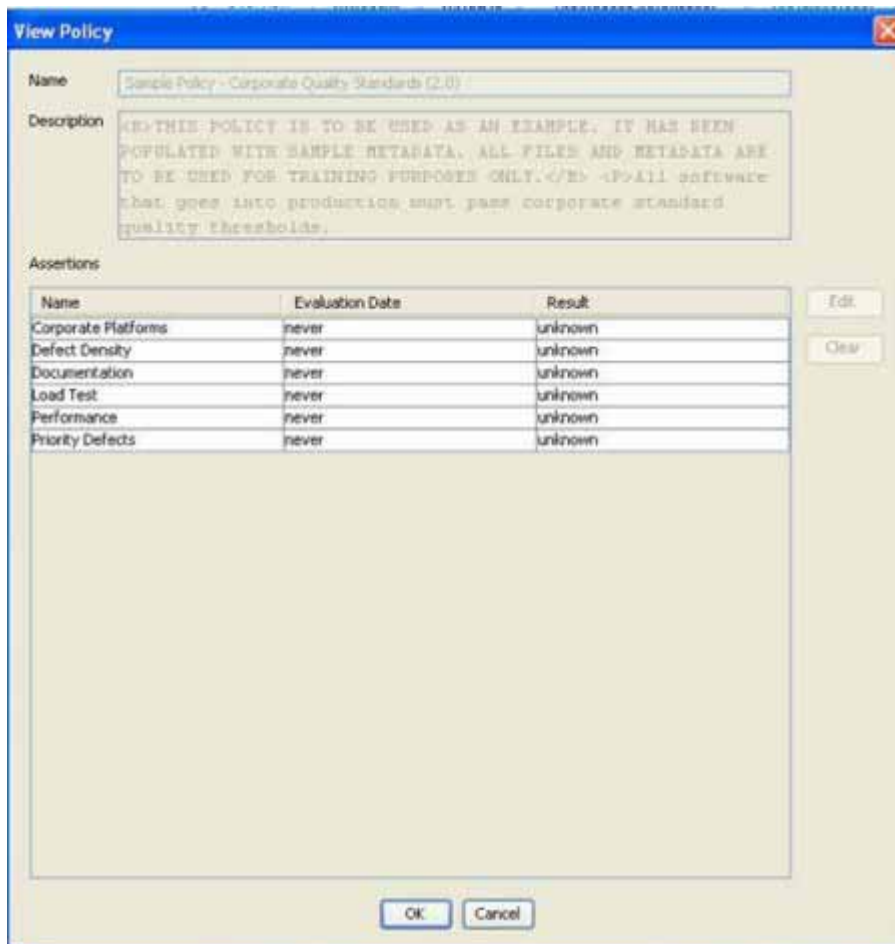 View Policy
Name
Sample Policy - Corporate Quality Standards (2.0)
Description
<B>THIS POLICY IS TO BE USED AS AN EXAMPLE. IT HAS BEEN
POPULATED WITH SAMPLE METADATA. ALL FILES AND METADATA ARE
TO BE USED FOR TRAINING PURPOSES ONLY.</B> <P>All software
that goes into production must pass corporate standard
quality thresholds.
Assertions
Name Evaluation Date Result
Corporate Platforms never unknown
Defect Density never unknown
Documentation never unknown
Load Test never unknown
Performance never unknown
Priority Defects never unknown
Edit
Clear
OK Cancel